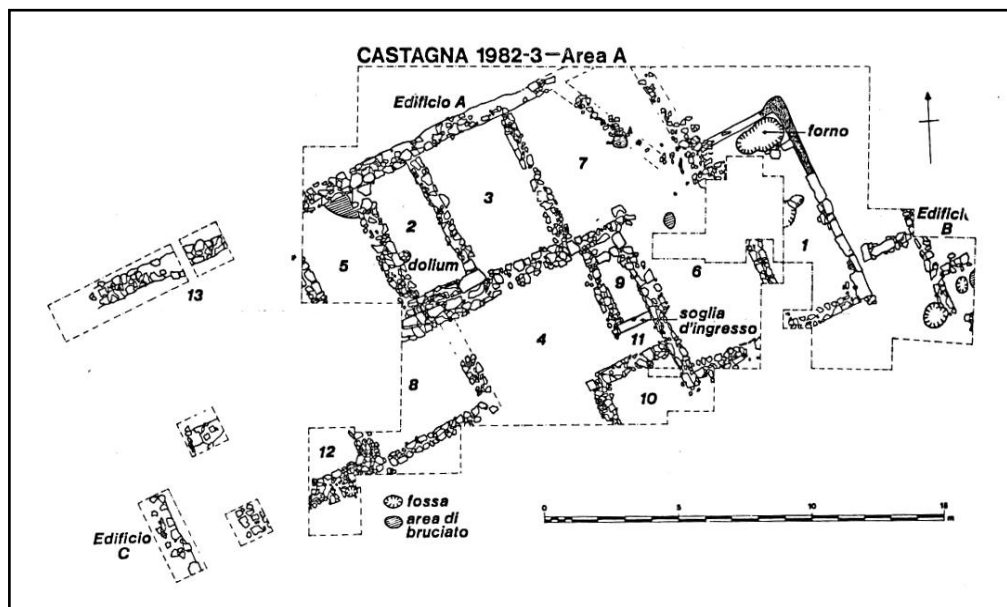 CASTAGNA 1982-3—Area A
Edificio A
forno
7
3
2
Edificio
B
1
5
dolium
6
9
13
soglia
d'ingresso
4
11
8
10
12
fossa
area di
bruciato
Edificio
C
0 5 10 15
m